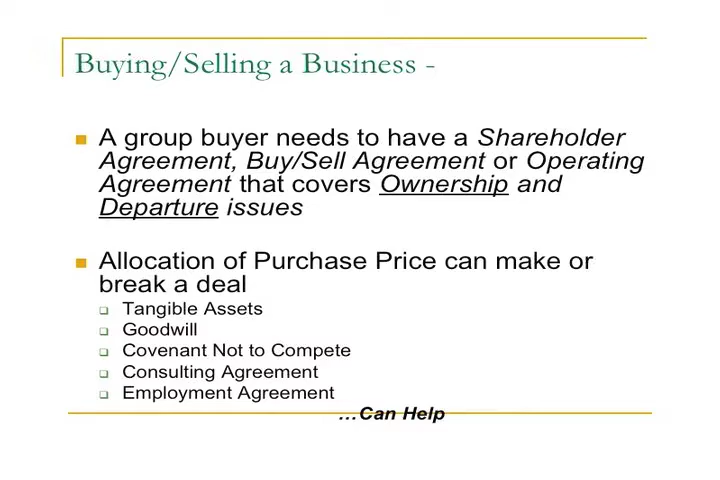 Buying/Selling a Business -
A group buyer needs to have a Shareholder
Agreement, Buy/Sell Agreement or Operating
Agreement that covers Ownership and
Departure issues
Allocation of Purchase Price can make or
break a deal
Tangible Assets
Goodwill
Covenant Not to Compete
Consulting Agreement
Employment Agreement
…Can Help